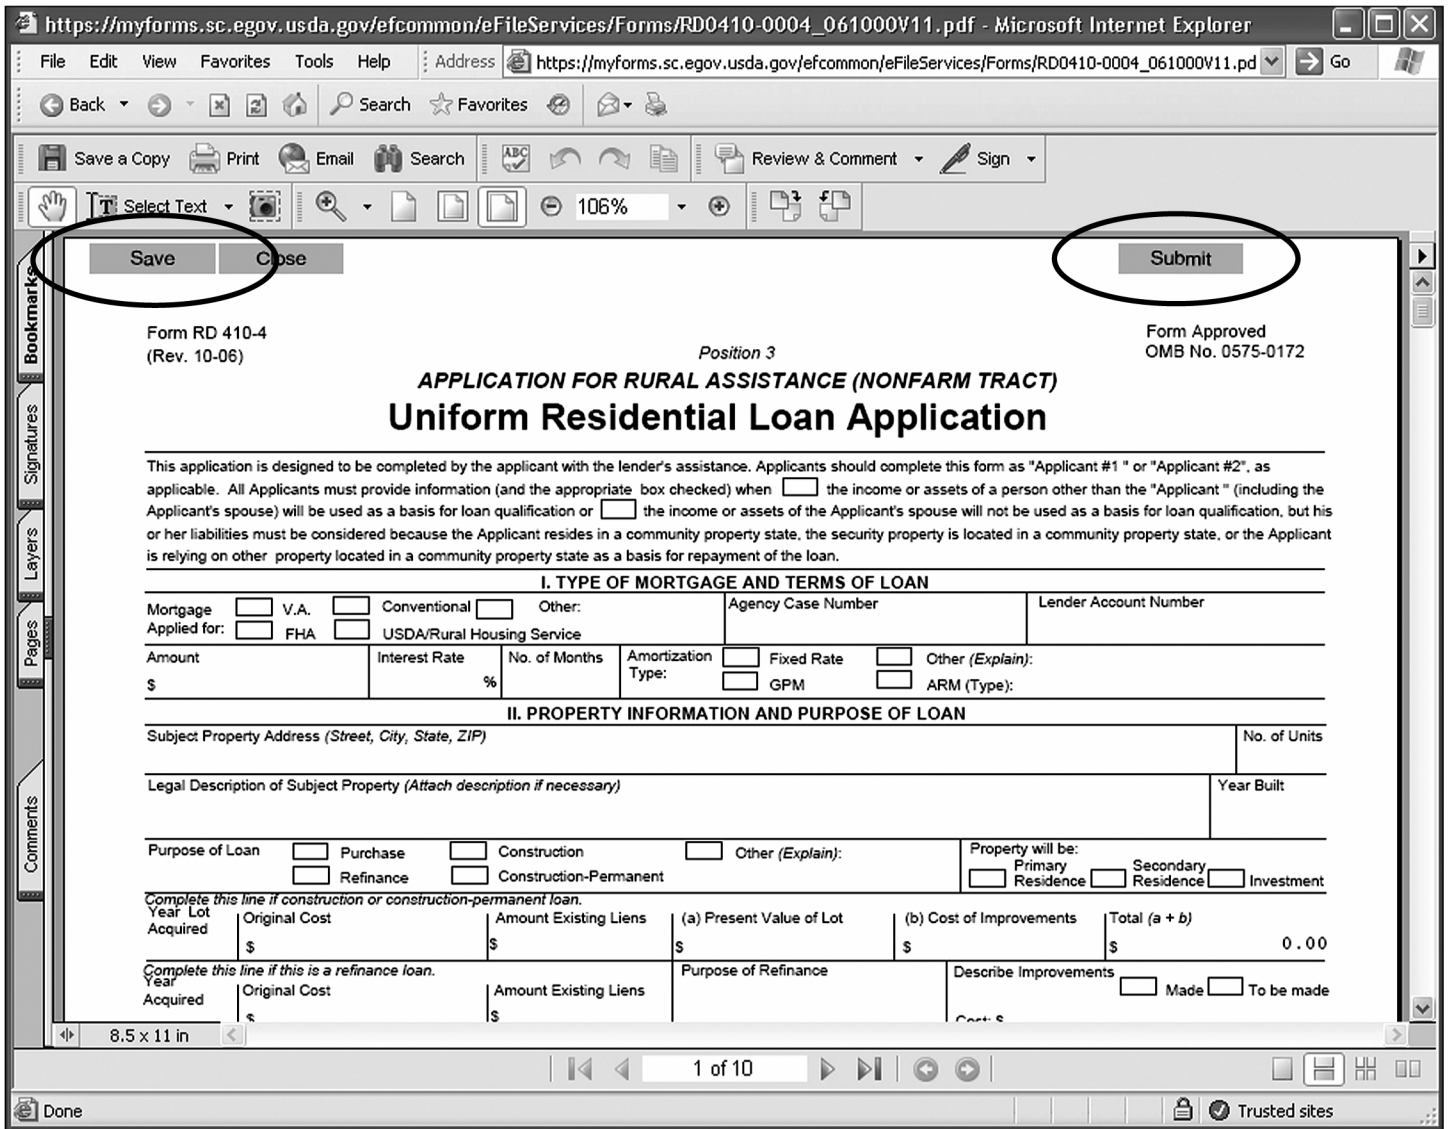 https://myforms.sc.egov.usda.gov/efcommon/eFileServices/Forms/RD0410-0004_061000V11.pdf - Microsoft Internet Explorer
File Edit View Favorites Tools Help Address https://myforms.sc.egov.usda.gov/efcommon/eFileServices/Forms/RD0410-0004_061000V11.pd Go
Back Search Favorites
Save a Copy Print Email Search ABC Review & Comment Sign
T Select Text 106%
Save Close Submit
Bookmarks
Signatures
Layers
Pages
Comments
Form RD 410-4 Form Approved
(Rev. 10-06) Position 3 OMB No. 0575-0172
APPLICATION FOR RURAL ASSISTANCE (NONFARM TRACT)
Uniform Residential Loan Application
This application is designed to be completed by the applicant with the lender's assistance. Applicants should complete this form as "Applicant #1 " or "Applicant #2", as
applicable. All Applicants must provide information (and the appropriate box checked) when the income or assets of a person other than the "Applicant " (including the
Applicant's spouse) will be used as a basis for loan qualification or the income or assets of the Applicant's spouse will not be used as a basis for loan qualification, but his
or her liabilities must be considered because the Applicant resides in a community property state, the security property is located in a community property state, or the Applicant
is relying on other property located in a community property state as a basis for repayment of the loan.
I. TYPE OF MORTGAGE AND TERMS OF LOAN
Mortgage V.A. Conventional Other: Agency Case Number Lender Account Number
Applied for: FHA USDA/Rural Housing Service
Amount Interest Rate No. of Months Amortization Fixed Rate Other (Explain):
$ % Type: GPM ARM (Type):
II. PROPERTY INFORMATION AND PURPOSE OF LOAN
Subject Property Address (Street, City, State, ZIP) No. of Units
Legal Description of Subject Property (Attach description if necessary) Year Built
Purpose of Loan Purchase Construction Other (Explain): Property will be:
Refinance Construction-Permanent Primary Residence Secondary Residence Investment
Complete this line if construction or construction-permanent loan.
Year Lot Acquired Original Cost Amount Existing Liens (a) Present Value of Lot (b) Cost of Improvements Total (a + b)
$ $ $ $ $ 0.00
Complete this line if this is a refinance loan. Purpose of Refinance Describe Improvements
Year Acquired Original Cost Amount Existing Liens Made To be made
$ $ Cost: $
8.5 x 11 in
1 of 10
Done Trusted sites